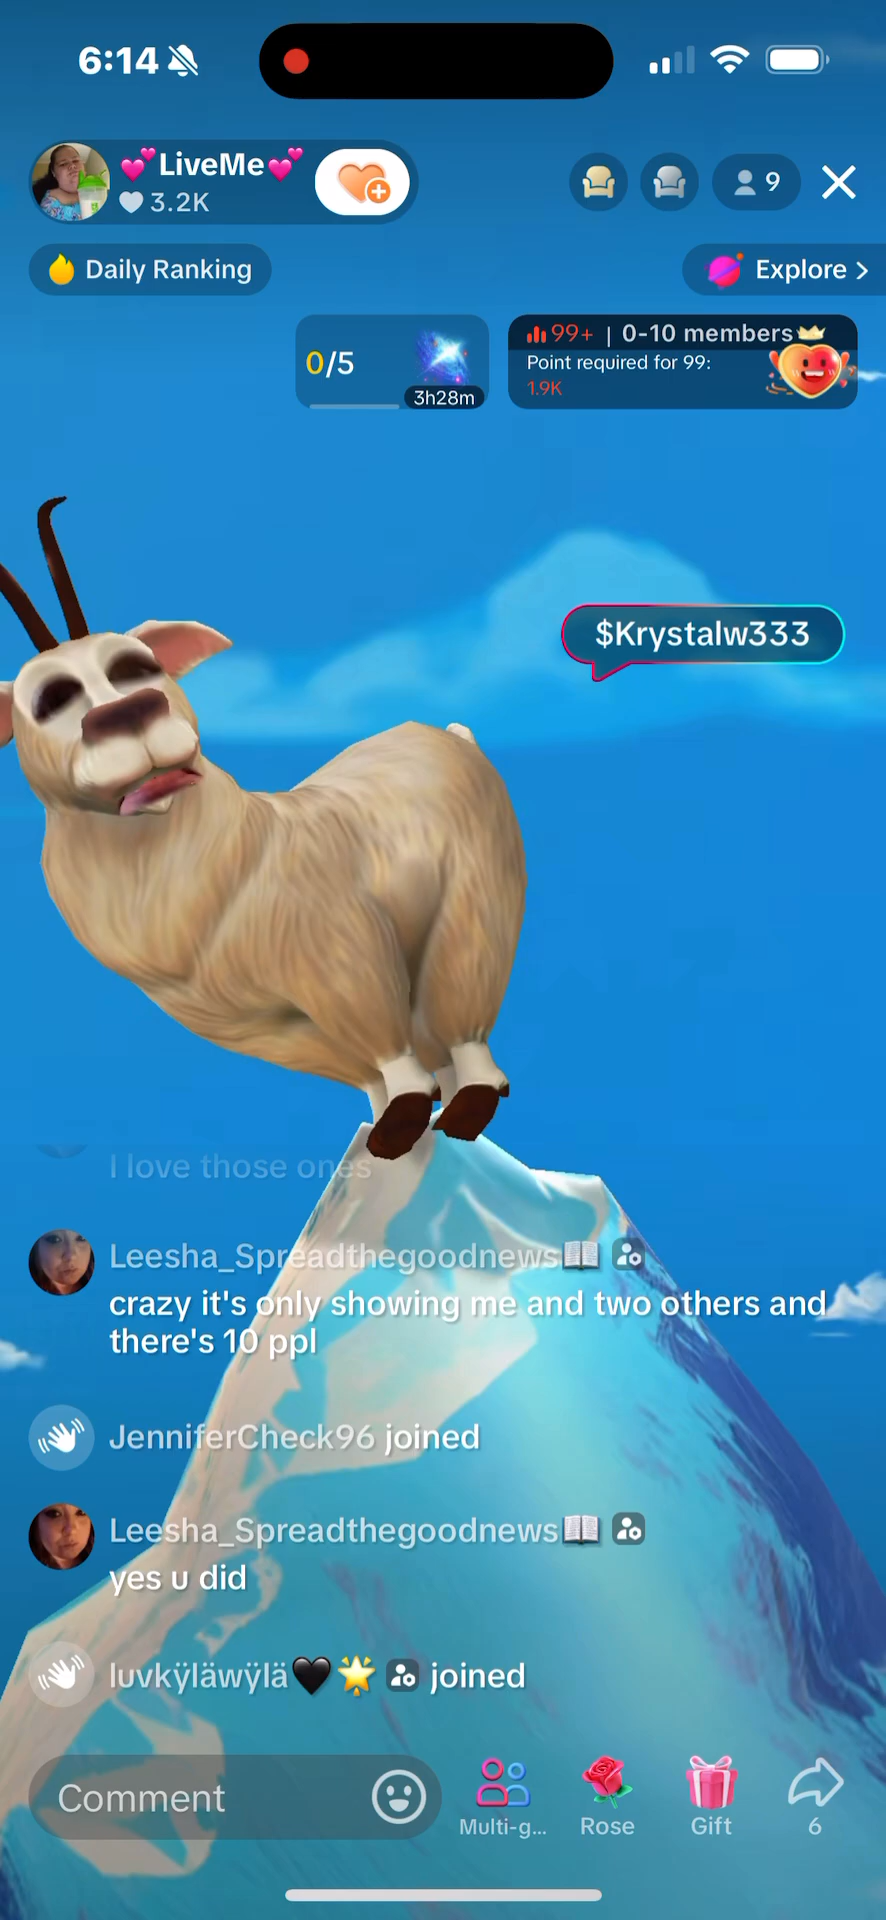 6:14
💕LiveMe💕
3.2K
9
Daily Ranking
Explore >
0/5
3h28m
99+ | 0-10 members
Point required for 99:
1.9K
$Krystalw333
I love those ones
Leesha_Spreadthegoodnews📖
crazy it's only showing me and two others and
there's 10 ppl
JenniferCheck96 joined
Leesha_Spreadthegoodnews📖
yes u did
luvkÿläwÿlä🖤🌟 joined
Comment
Multi-g...
Rose
Gift
6